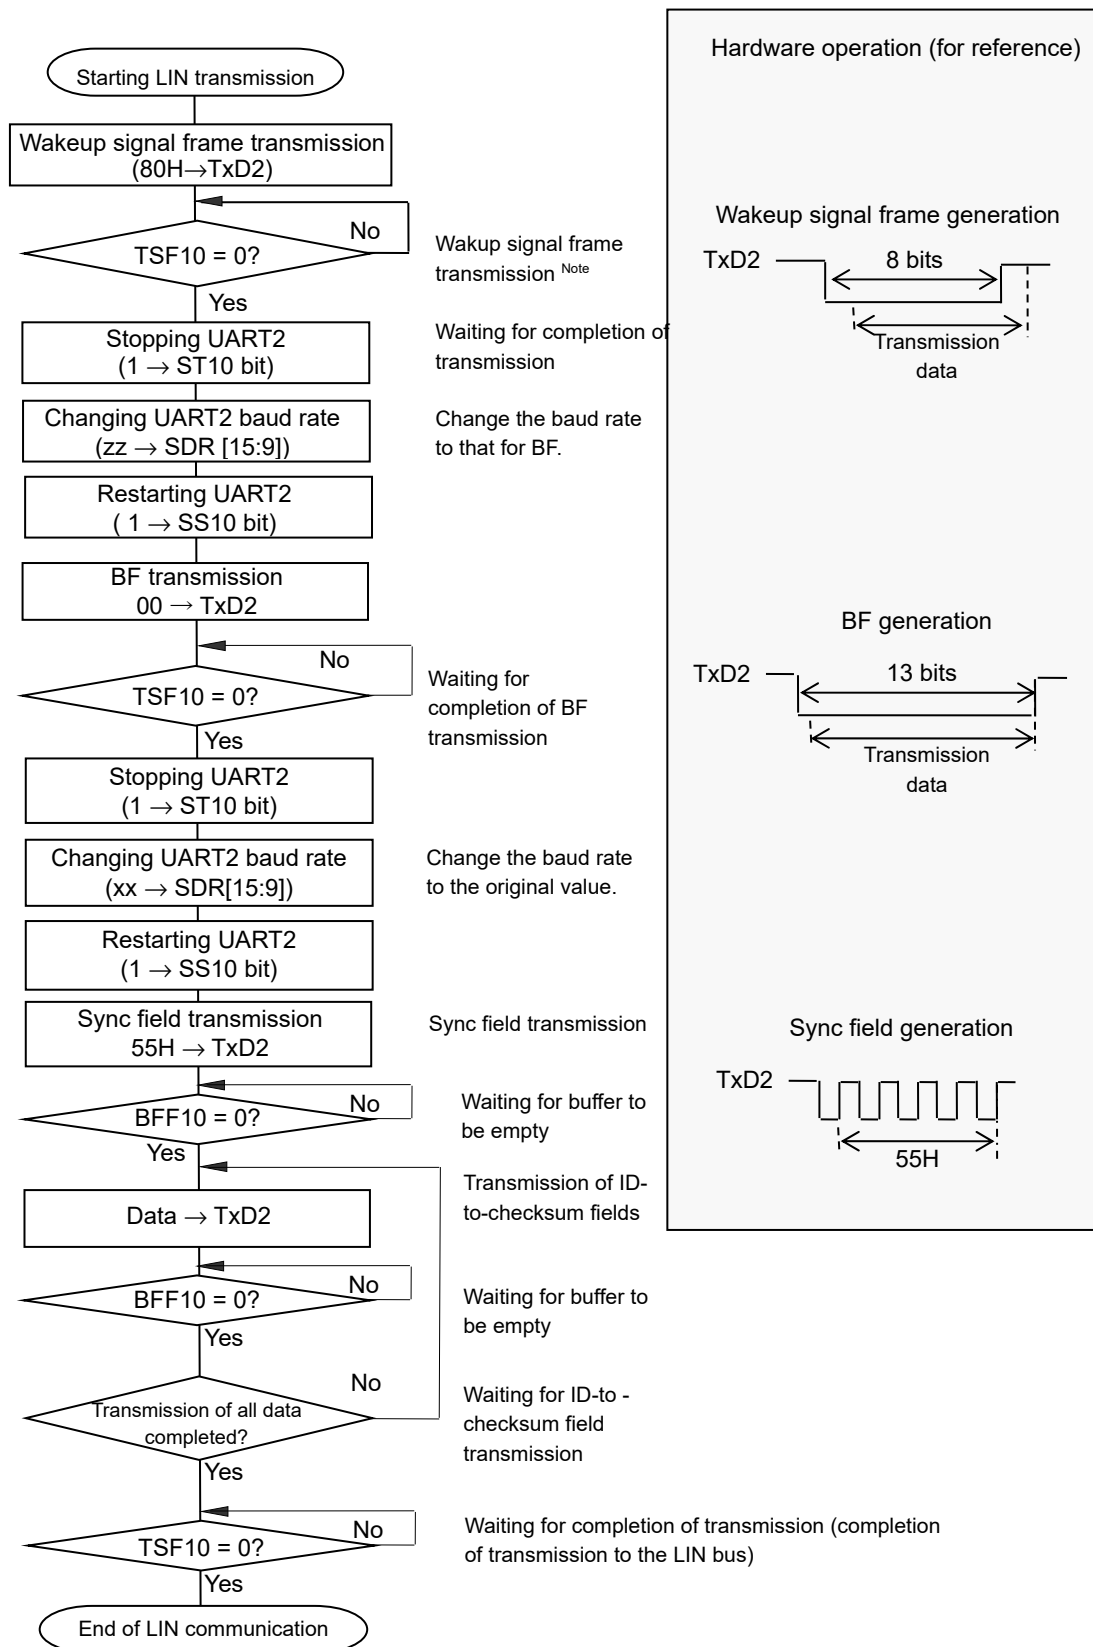 Starting LIN transmission
Wakeup signal frame transmission
(80H→TxD2)
No
TSF10 = 0?
Yes
Wakup signal frame
transmission Note
Stopping UART2
(1 → ST10 bit)
Waiting for completion of
transmission
Changing UART2 baud rate
(zz → SDR [15:9])
Change the baud rate
to that for BF.
Restarting UART2
( 1 → SS10 bit)
BF transmission
00 → TxD2
No
TSF10 = 0?
Yes
Waiting for
completion of BF
transmission
Stopping UART2
(1 → ST10 bit)
Changing UART2 baud rate
(xx → SDR[15:9])
Change the baud rate
to the original value.
Restarting UART2
(1 → SS10 bit)
Sync field transmission
55H → TxD2
Sync field transmission
No
BFF10 = 0?
Yes
Waiting for buffer to
be empty
Data → TxD2
Transmission of ID-
to-checksum fields
No
BFF10 = 0?
Yes
Waiting for buffer to
be empty
No
Transmission of all data
completed?
Yes
Waiting for ID-to -
checksum field
transmission
No
TSF10 = 0?
Yes
Waiting for completion of transmission (completion
of transmission to the LIN bus)
End of LIN communication
Hardware operation (for reference)
Wakeup signal frame generation
TxD2
8 bits
Transmission
data
BF generation
TxD2
13 bits
Transmission
data
Sync field generation
TxD2
55H